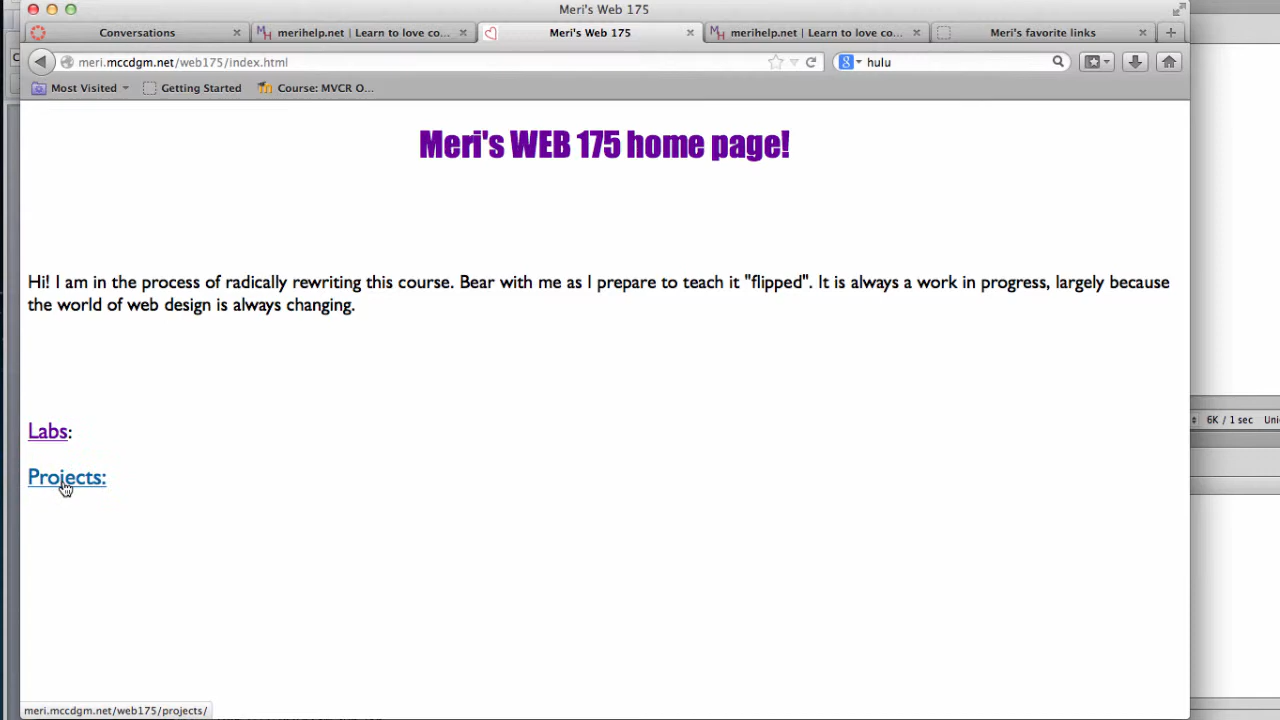 Meri's Web 175
Conversations
merihelp.net | Learn to love co...
Meri's Web 175
merihelp.net | Learn to love co...
Meri's favorite links
meri.mccdgm.net/web175/index.html
hulu
Most Visited
Getting Started
Course: MVCR O...
Meri's WEB 175 home page!
Hi! I am in the process of radically rewriting this course. Bear with me as I prepare to teach it "flipped". It is always a work in progress, largely because
the world of web design is always changing.
6K / 1 sec
Labs:
Projects:
meri.mccdgm.net/web175/projects/